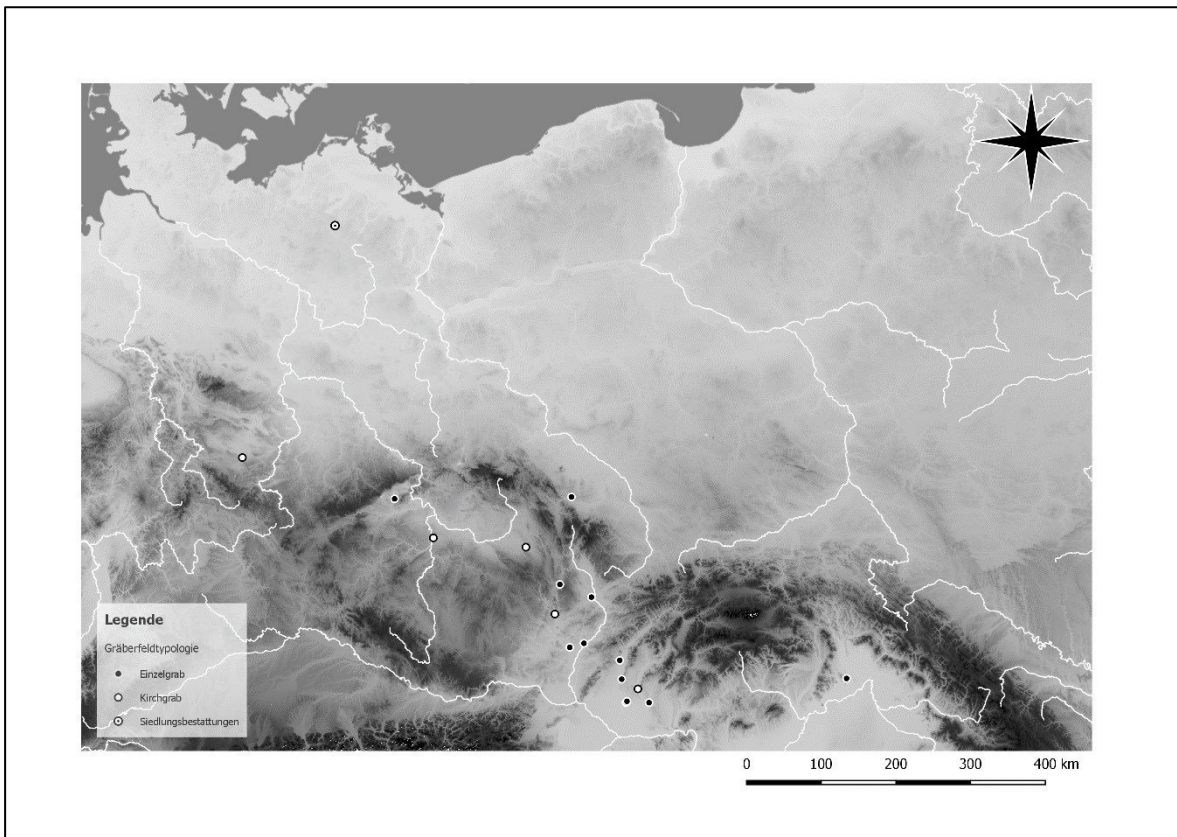 Legende
Gräberfeldtypologie
Einzelgrab
Kirchgrab
Siedlungsbestattungen
0 100 200 300 400 km